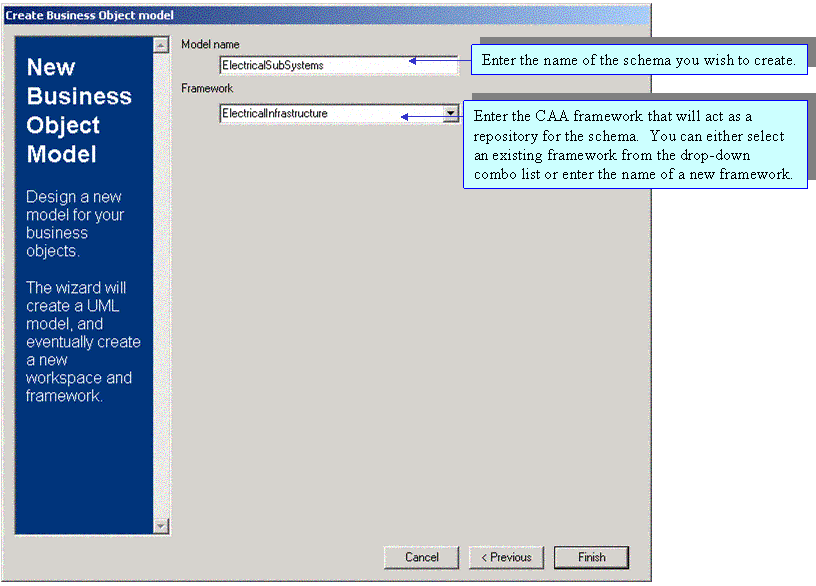 Create Business Object model
New
Business
Object
Model
Design a new
model for your
business
objects.
The wizard will
create a UML
model, and
eventually create
a new
workspace and
framework.
Model name
ElectricalSubSystems
Enter the name of the schema you wish to create.
Framework
ElectricalInfrastructure
Enter the CAA framework that will act as a
repository for the schema.  You can either select
an existing framework from the drop-down
combo list or enter the name of a new framework.
Cancel
< Previous
Finish